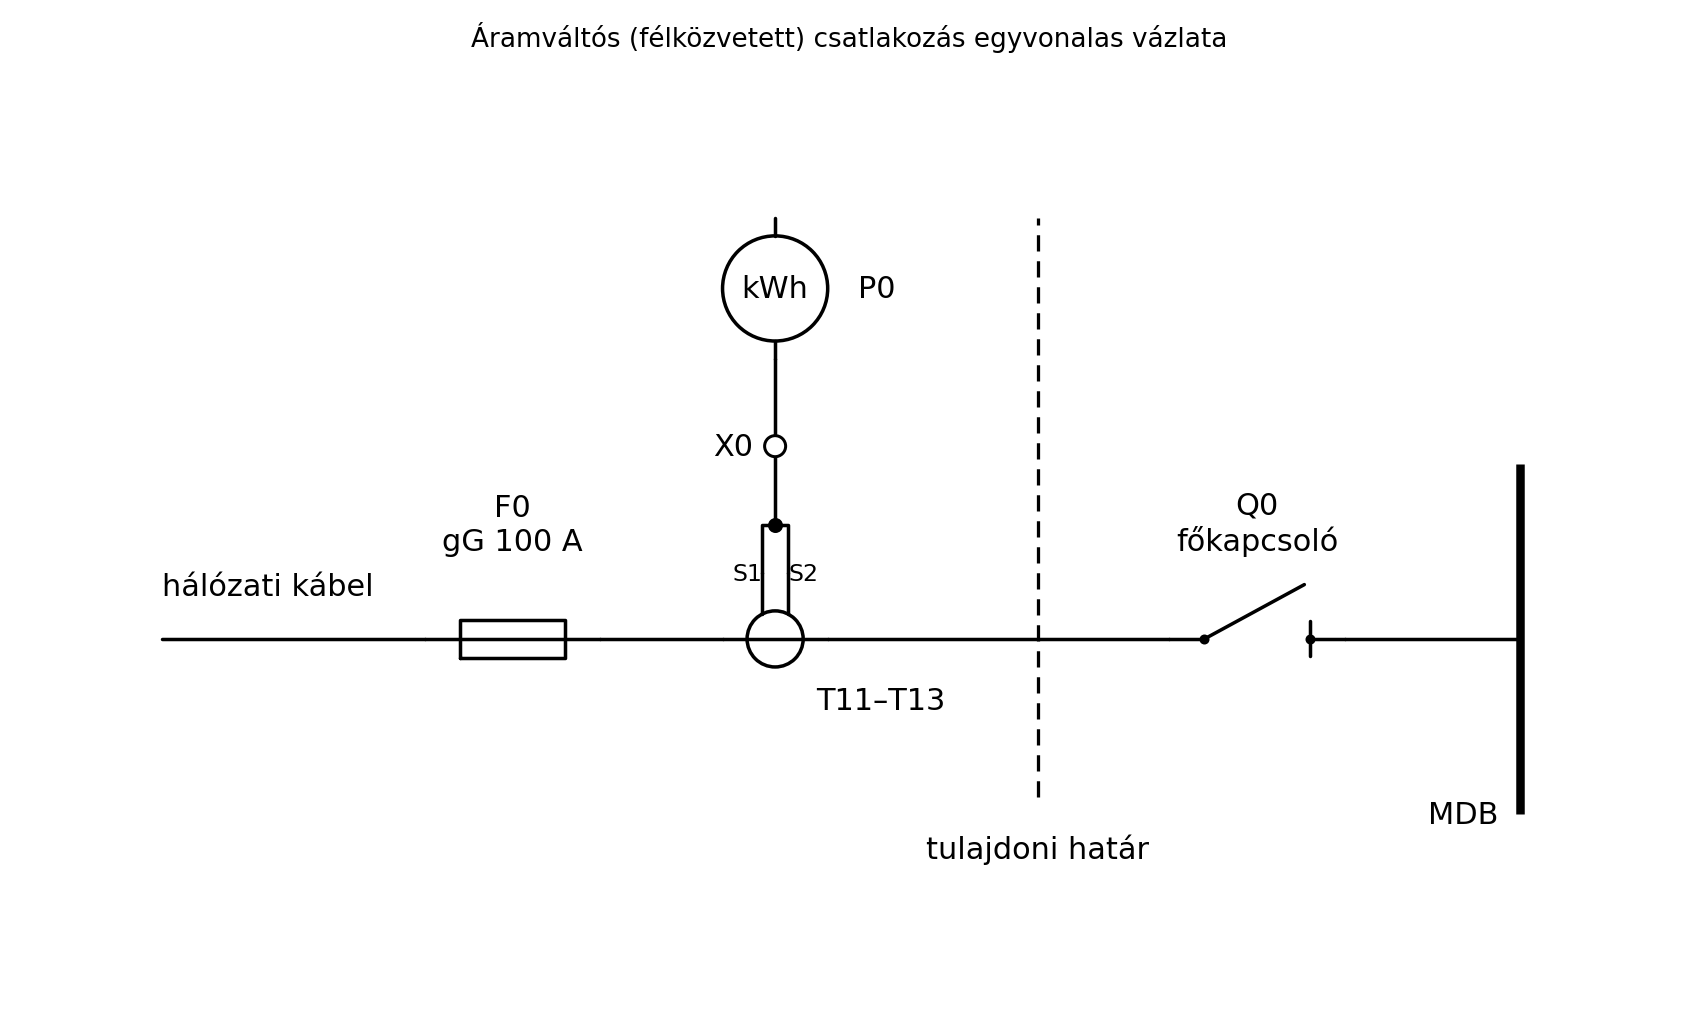 Áramváltós (félközvetett) csatlakozás egyvonalas vázlata
kWh
P0
X0
F0
gG 100 A
Q0
főkapcsoló
hálózati kábel
S1
S2
T11–T13
MDB
tulajdoni határ